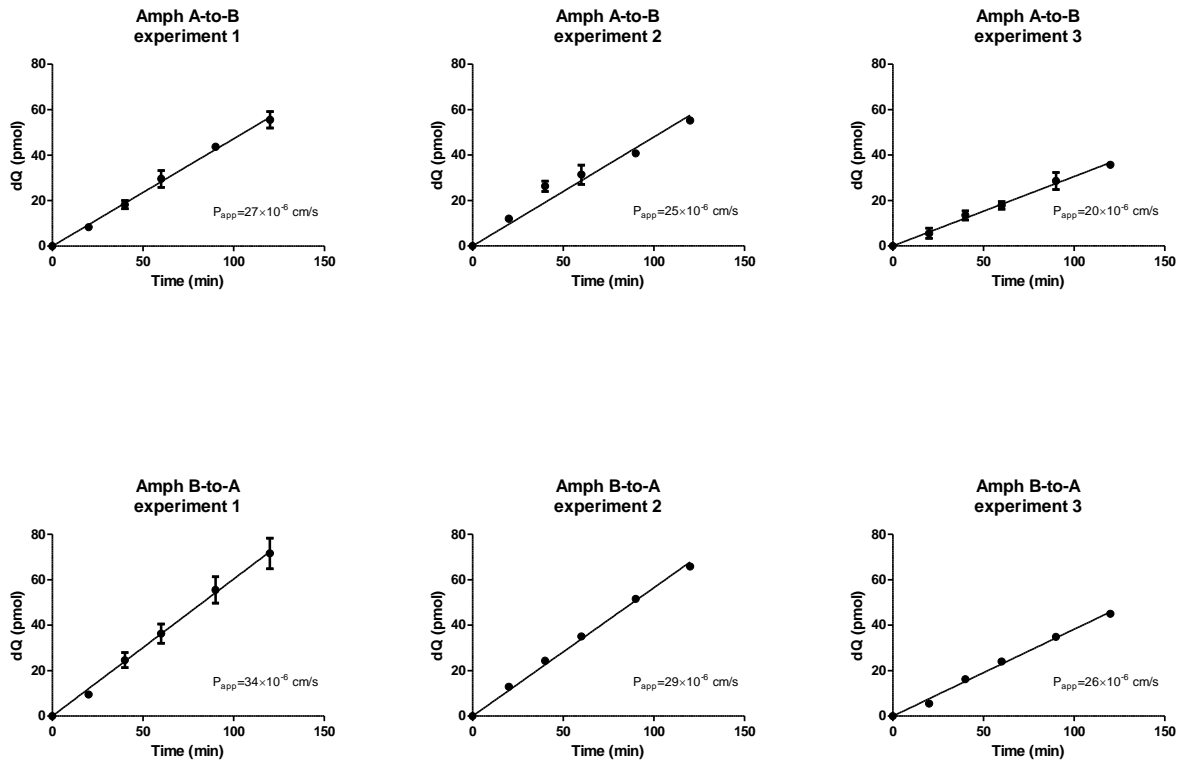 Amph A-to-B
experiment 1
80
60
40
20
0
dQ (pmol)
P_app=27×10⁻⁶ cm/s
0 50 100 150
Time (min)
Amph A-to-B
experiment 2
80
60
40
20
0
dQ (pmol)
P_app=25×10⁻⁶ cm/s
0 50 100 150
Time (min)
Amph A-to-B
experiment 3
80
60
40
20
0
dQ (pmol)
P_app=20×10⁻⁶ cm/s
0 50 100 150
Time (min)
Amph B-to-A
experiment 1
80
60
40
20
0
dQ (pmol)
P_app=34×10⁻⁶ cm/s
0 50 100 150
Time (min)
Amph B-to-A
experiment 2
80
60
40
20
0
dQ (pmol)
P_app=29×10⁻⁶ cm/s
0 50 100 150
Time (min)
Amph B-to-A
experiment 3
80
60
40
20
0
dQ (pmol)
P_app=26×10⁻⁶ cm/s
0 50 100 150
Time (min)